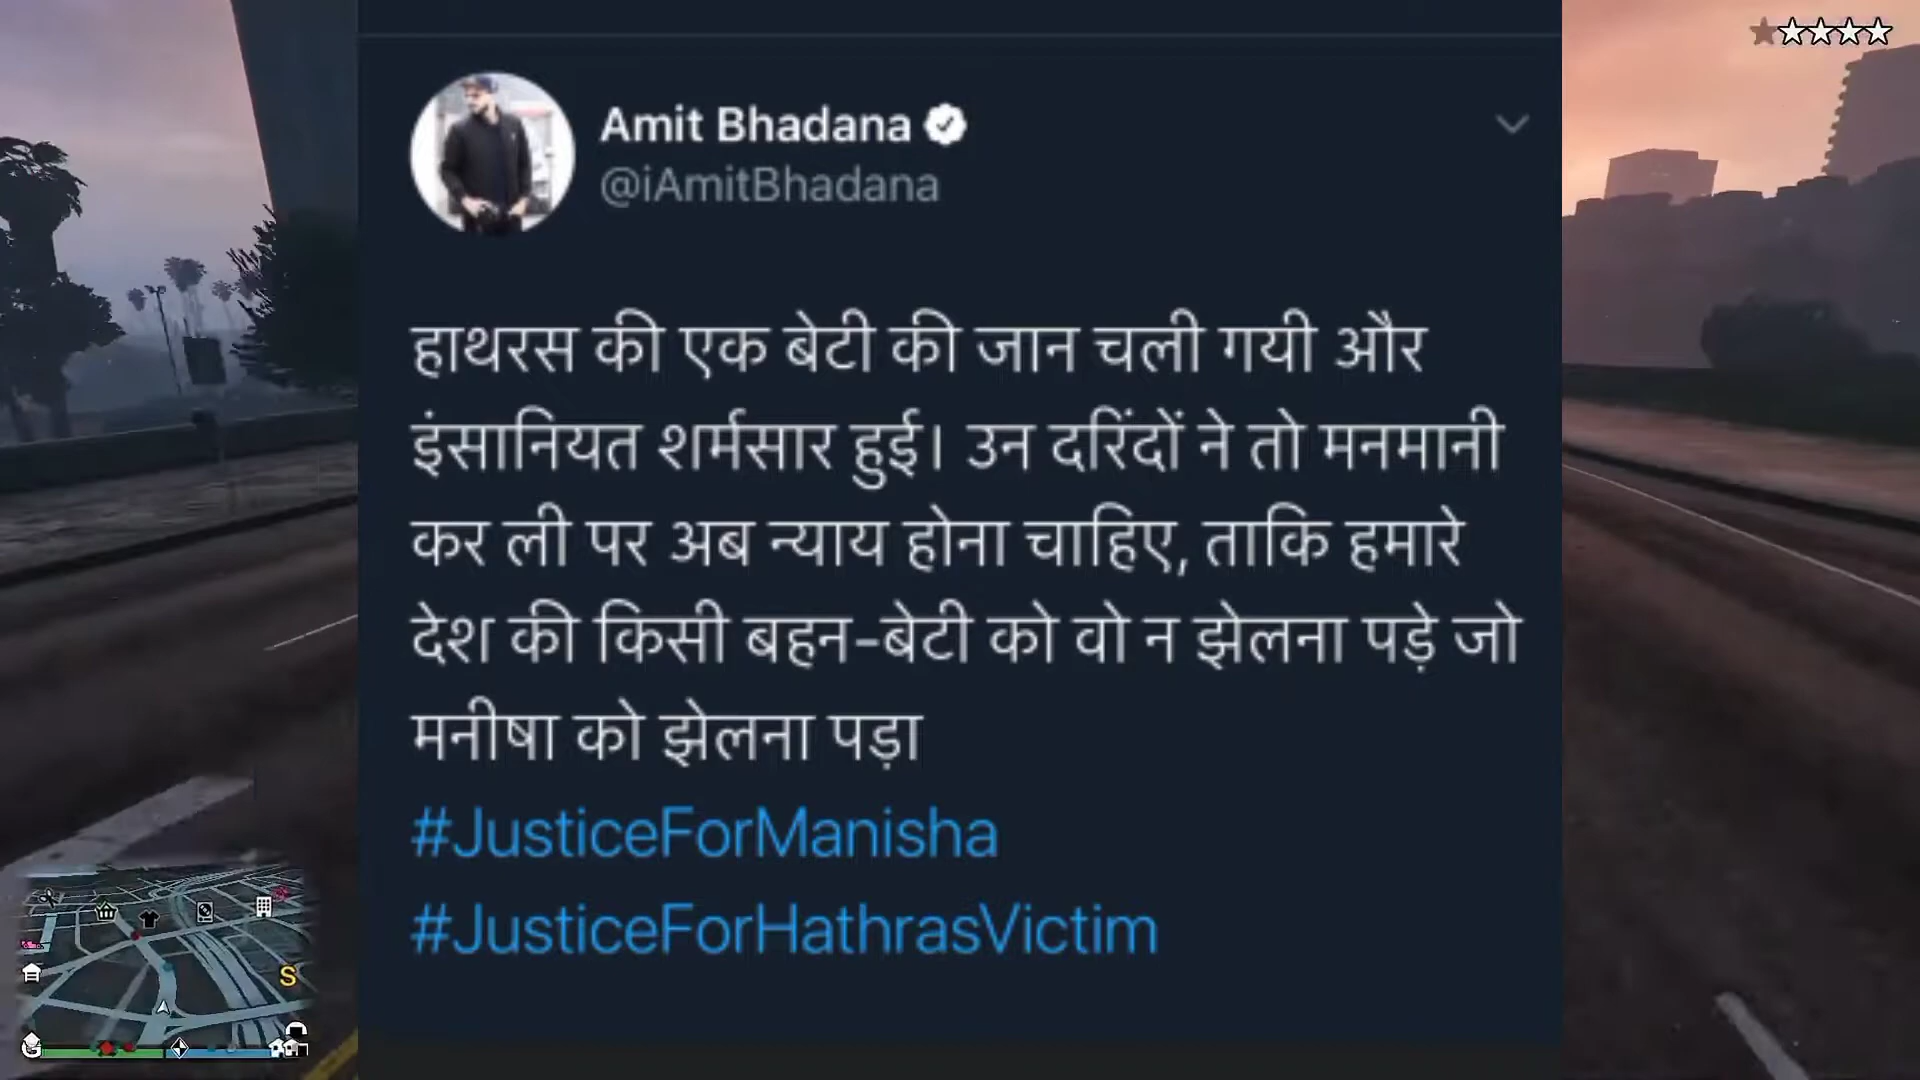 Amit Bhadana
@iAmitBhadana
हाथरस की एक बेटी की जान चली गयी और
इंसानियत शर्मसार हुई। उन दरिंदों ने तो मनमानी
कर ली पर अब न्याय होना चाहिए, ताकि हमारे
देश की किसी बहन-बेटी को वो न झेलना पड़े जो
मनीषा को झेलना पड़ा
#JusticeForManisha
#JusticeForHathrasVictim
S